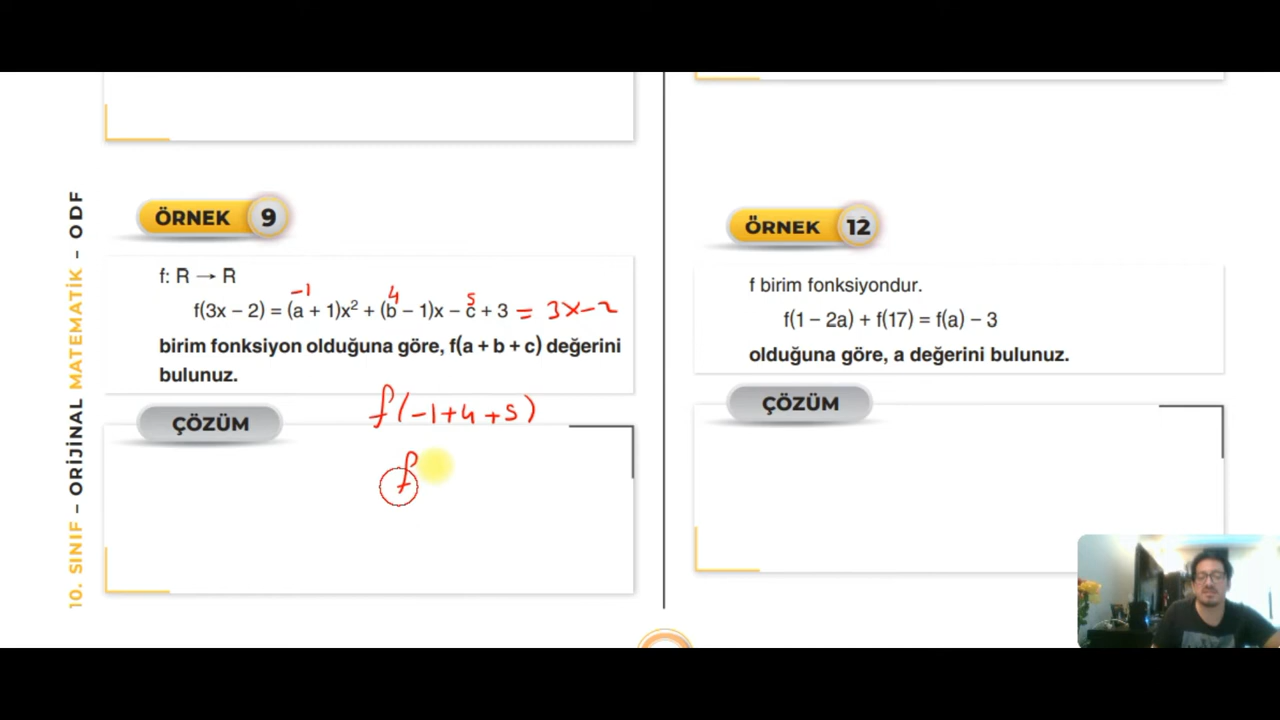 10. SINIF – ORİJİNAL MATEMATİK – ODF
ÖRNEK 9
f: R → R
-1 4 5
f(3x – 2) = (a + 1)x² + (b – 1)x – c + 3 = 3x-2
birim fonksiyon olduğuna göre, f(a + b + c) değerini
bulunuz.
ÇÖZÜM
f(-1+4+5)
f
ÖRNEK 12
f birim fonksiyondur.
f(1 – 2a) + f(17) = f(a) – 3
olduğuna göre, a değerini bulunuz.
ÇÖZÜM